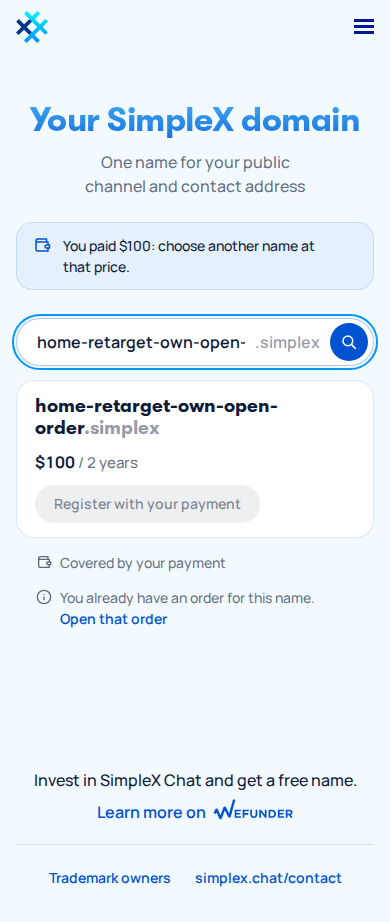 Your SimpleX domain
One name for your public
channel and contact address
You paid $100: choose another name at
that price.
home-retarget-own-open- .simplex
home-retarget-own-open-
order.simplex
$100 / 2 years
Register with your payment
Covered by your payment
You already have an order for this name.
Open that order
Invest in SimpleX Chat and get a free name.
Learn more on WEFUNDER
Trademark owners simplex.chat/contact